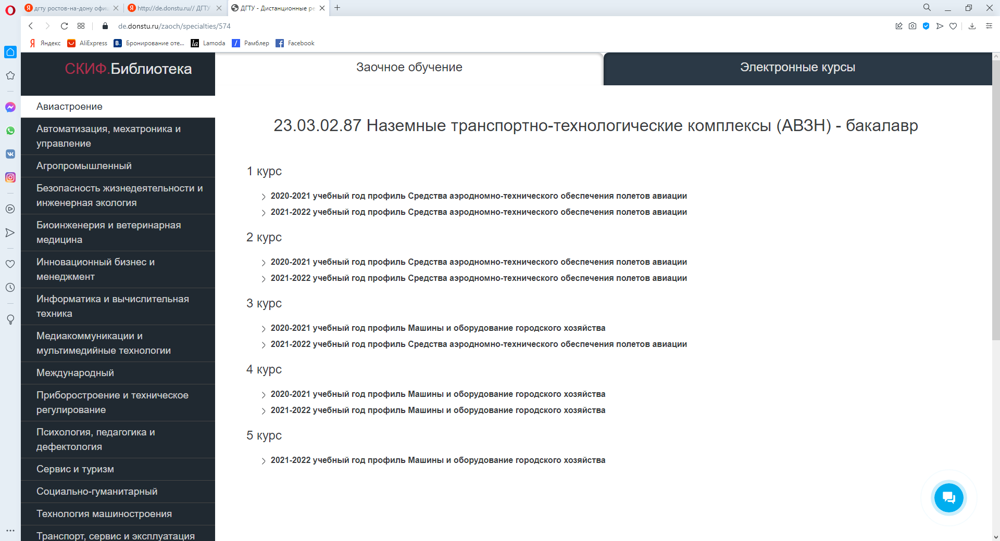 дгту ростов-на-дону офиц
http://de.donstu.ru// ДГТУ
ДГТУ - Дистанционные ре
de.donstu.ru/zaoch/specialties/574
Яндекс
AliExpress
B.
Бронирование оте...
la
Lamoda
Рамблер
Facebook
СКИФ.Библиотека
Заочное обучение
Электронные курсы
Авиастроение
Автоматизация, мехатроника и
управление
Агропромышленный
Безопасность жизнедеятельности и
инженерная экология
Биоинженерия и ветеринарная
медицина
Инновационный бизнес и
менеджмент
Информатика и вычислительная
техника
Медиакоммуникации и
мультимедийные технологии
Международный
Приборостроение и техническое
регулирование
Психология, педагогика и
дефектология
Сервис и туризм
Социально-гуманитарный
Технология машиностроения
Транспорт, сервис и эксплуатация
23.03.02.87 Наземные транспортно-технологические комплексы (АВЗН) - бакалавр
1 курс
2020-2021 учебный год профиль Средства аэродномно-технического обеспечения полетов авиации
2021-2022 учебный год профиль Средства аэродномно-технического обеспечения полетов авиации
2 курс
2020-2021 учебный год профиль Средства аэродномно-технического обеспечения полетов авиации
2021-2022 учебный год профиль Средства аэродномно-технического обеспечения полетов авиации
3 курс
2020-2021 учебный год профиль Машины и оборудование городского хозяйства
2021-2022 учебный год профиль Средства аэродномно-технического обеспечения полетов авиации
4 курс
2020-2021 учебный год профиль Машины и оборудование городского хозяйства
2021-2022 учебный год профиль Машины и оборудование городского хозяйства
5 курс
2021-2022 учебный год профиль Машины и оборудование городского хозяйства